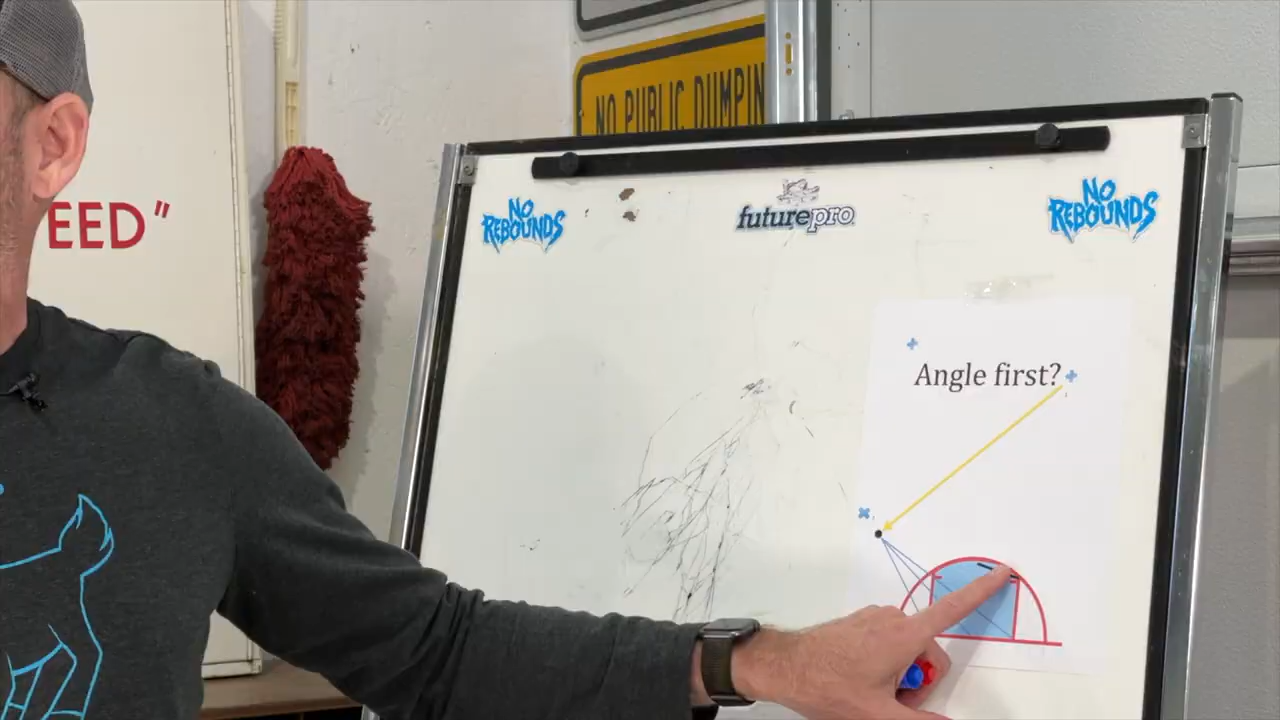 NO PUBLIC DUMPIN
EED"
NO
REBOUNDS
futurepro
NO
REBOUNDS
Angle first?